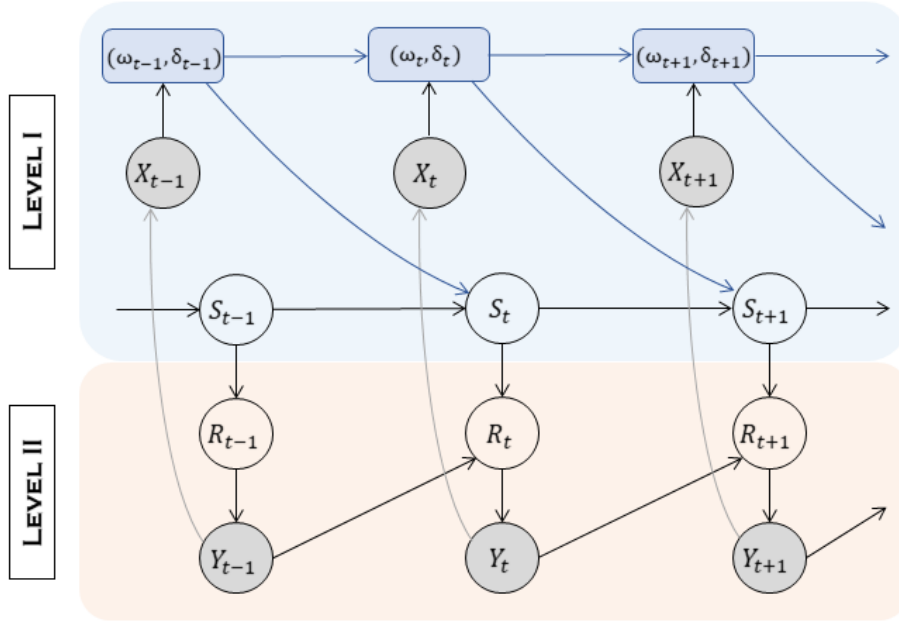 LEVEL I
(ω_{t−1}, δ_{t−1}) (ω_t, δ_t) (ω_{t+1}, δ_{t+1})
X_{t−1} X_t X_{t+1}
S_{t−1} S_t S_{t+1}
LEVEL II
R_{t−1} R_t R_{t+1}
Y_{t−1} Y_t Y_{t+1}